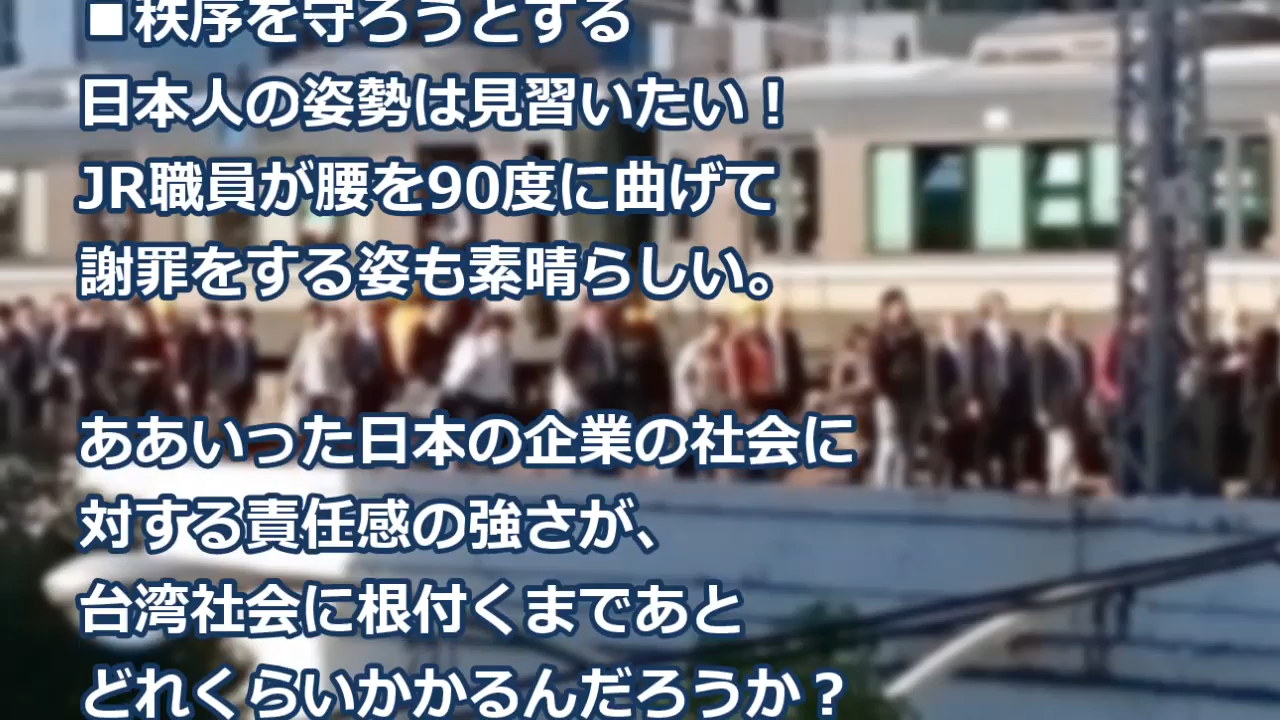 ■秩序を守ろうとする
日本人の姿勢は見習いたい！
JR職員が腰を90度に曲げて
謝罪をする姿も素晴らしい。
ああいった日本の企業の社会に
対する責任感の強さが、
台湾社会に根付くまであと
どれくらいかかるんだろうか？